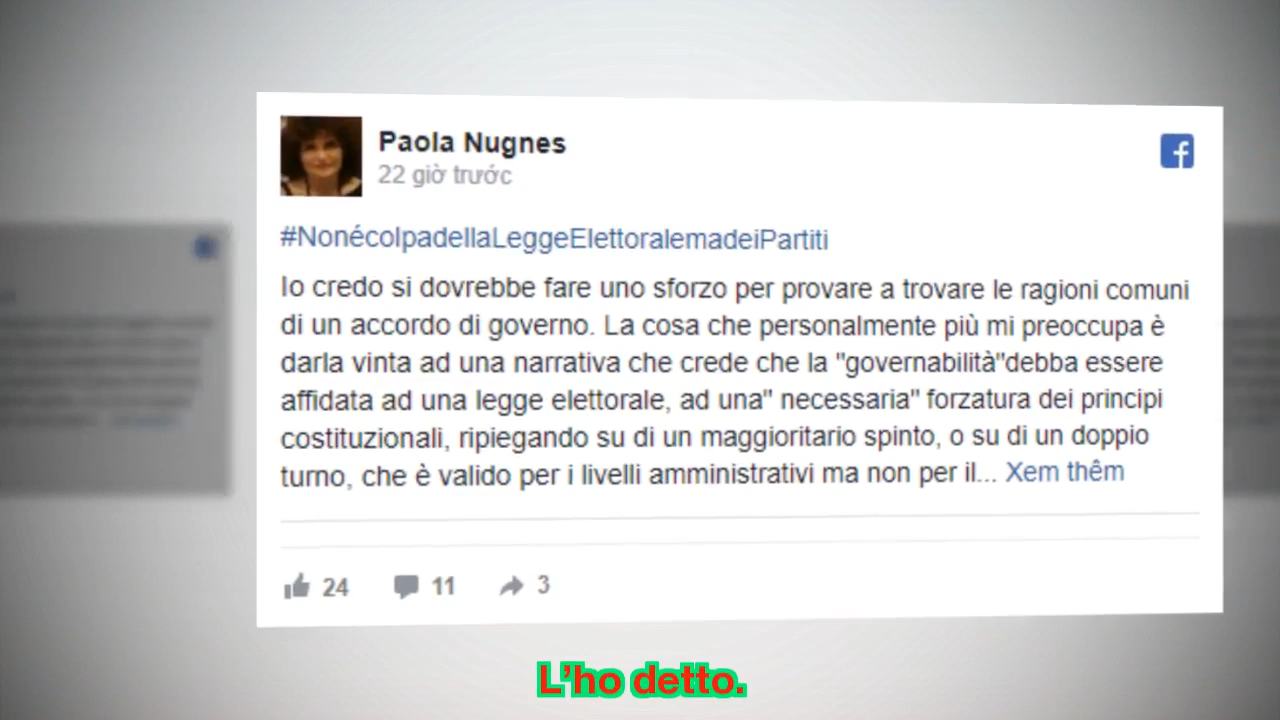 Paola Nugnes
22 giờ trước
#NonécolpadellaLeggeElettoralemadeiPartiti
Io credo si dovrebbe fare uno sforzo per provare a trovare le ragioni comuni
di un accordo di governo. La cosa che personalmente più mi preoccupa è
darla vinta ad una narrativa che crede che la "governabilità"debba essere
affidata ad una legge elettorale, ad una" necessaria" forzatura dei principi
costituzionali, ripiegando su di un maggioritario spinto, o su di un doppio
turno, che è valido per i livelli amministrativi ma non per il... Xem thêm
24 11 3
L'ho detto.